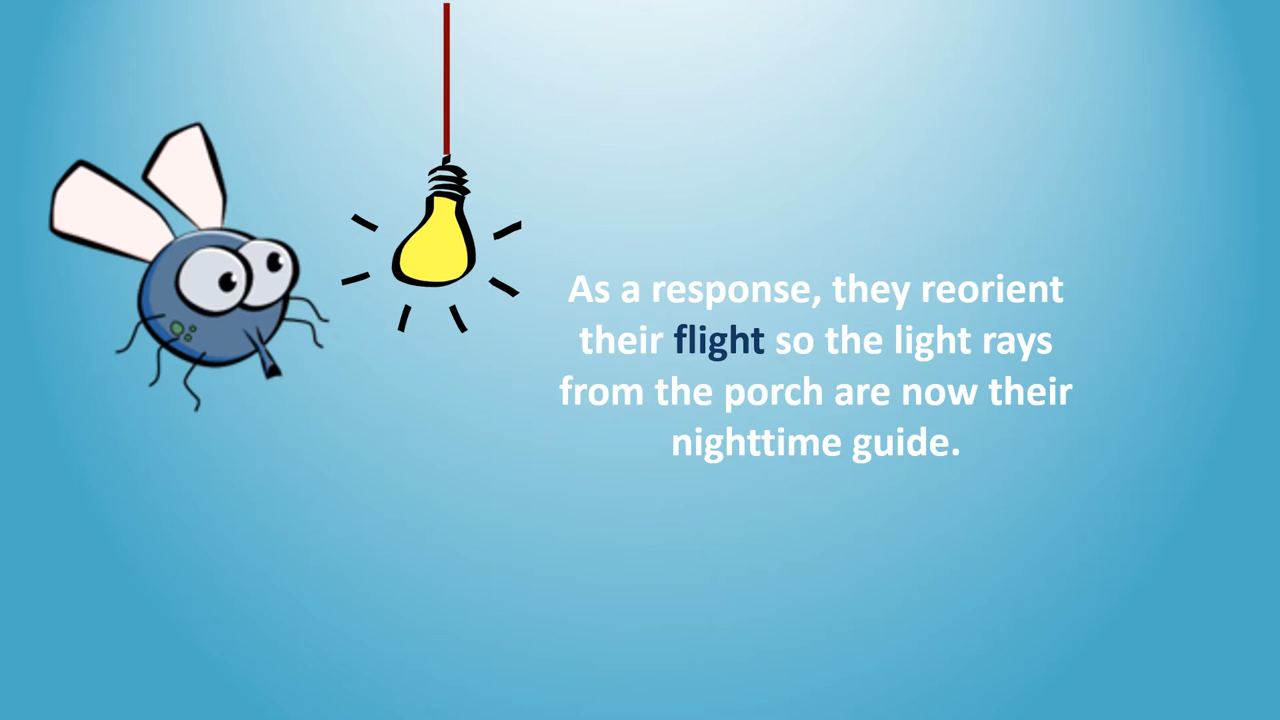 As a response, they reorient
their flight so the light rays
from the porch are now their
nighttime guide.